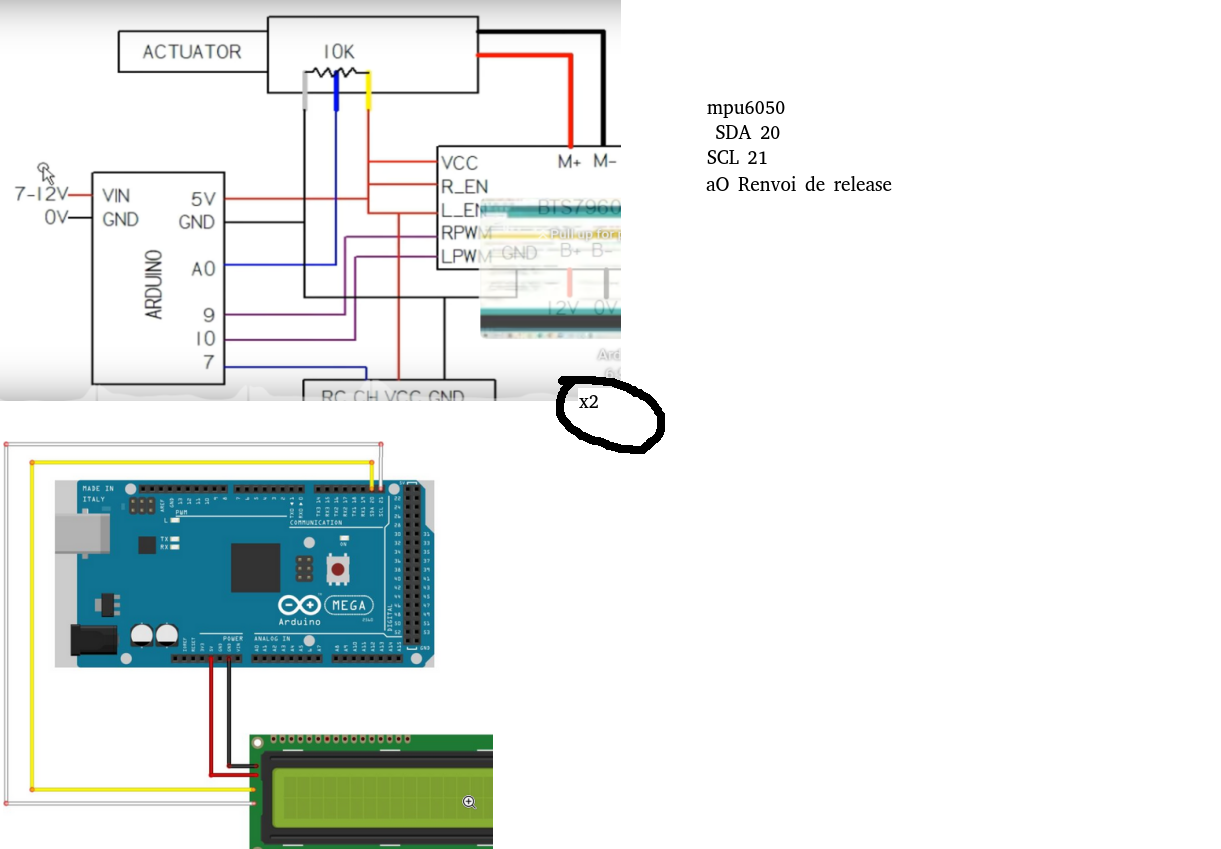 ACTUATOR
10K
7-12V
0V
VIN
GND
ARDUINO
5V
GND
A0
9
10
7
VCC
R_EN
L_EN
RPWM
LPWM
M+ M-
BTS7960
GND
B+ B-
12V 0V
RC CH VCC GND
x2
mpu6050
SDA 20
SCL 21
aO Renvoi de release
MADE IN
ITALY
PWM
L
TX
RX
COMMUNICATION
ON
MEGA
Arduino
DIGITAL
POWER
ANALOG IN
GND